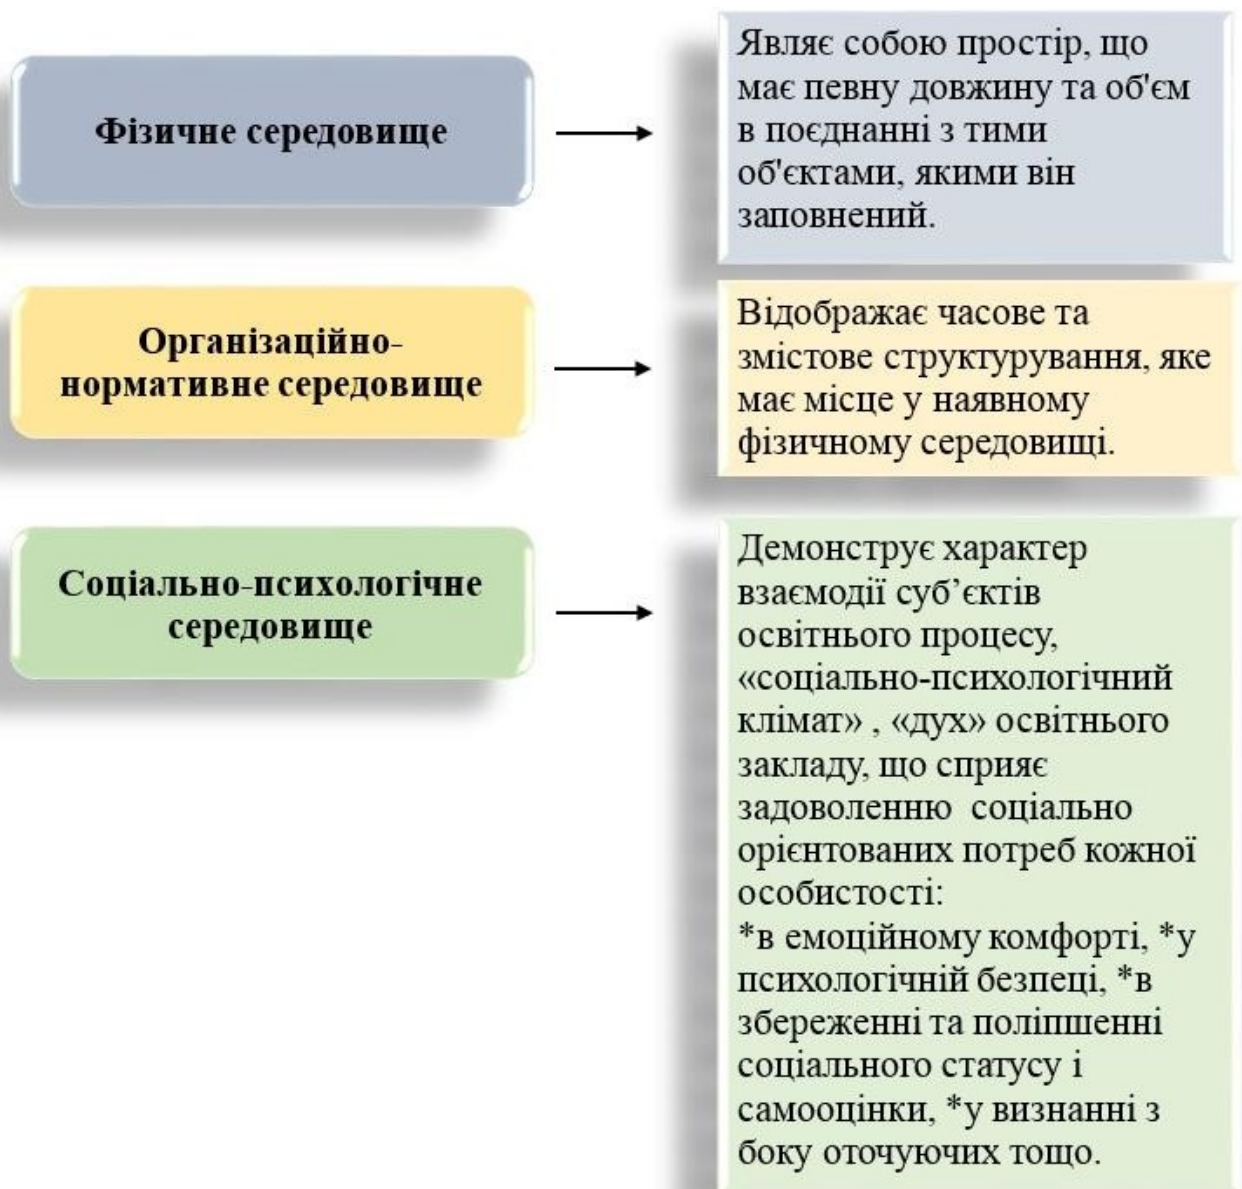 Фізичне середовище
Являє собою простір, що
має певну довжину та об'єм
в поєднанні з тими
об'єктами, якими він
заповнений.
Організаційно-
нормативне середовище
Відображає часове та
змістове структурування, яке
має місце у наявному
фізичному середовищі.
Соціально-психологічне
середовище
Демонструє характер
взаємодії суб’єктів
освітнього процесу,
«соціально-психологічний
клімат» , «дух» освітнього
закладу, що сприяє
задоволенню  соціально
орієнтованих потреб кожної
особистості:
*в емоційному комфорті, *у
психологічній безпеці, *в
збереженні та поліпшенні
соціального статусу і
самооцінки, *у визнанні з
боку оточуючих тощо.